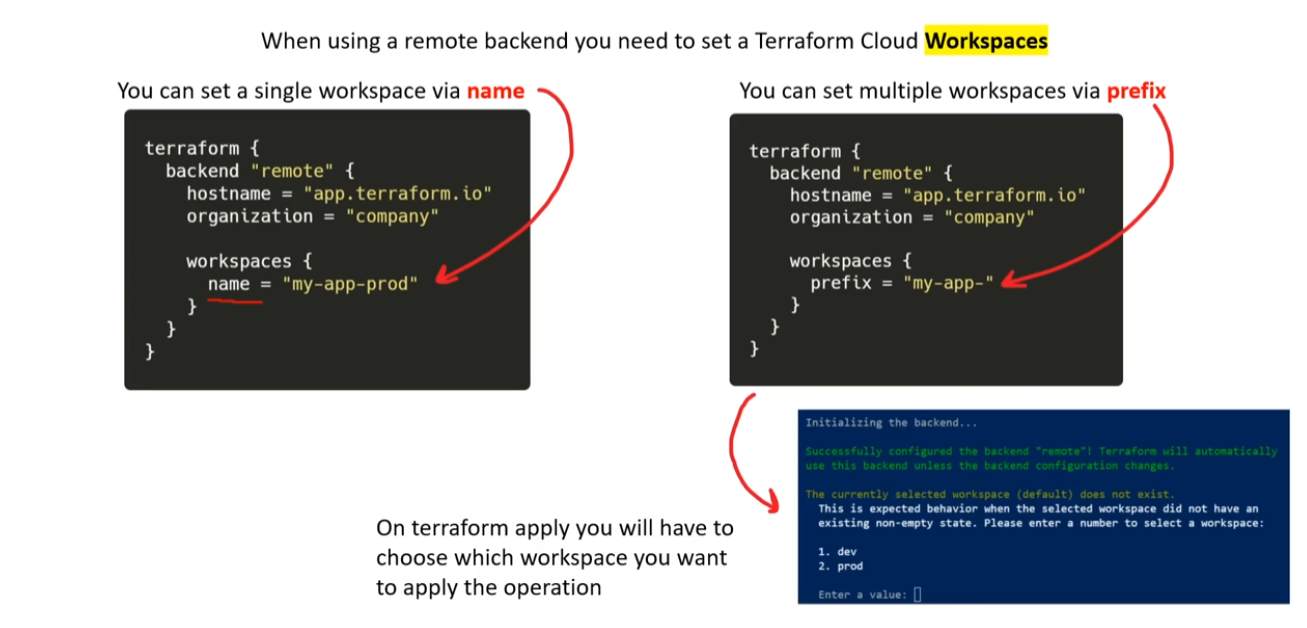 When using a remote backend you need to set a Terraform Cloud Workspaces
You can set a single workspace via name
terraform {
  backend "remote" {
    hostname = "app.terraform.io"
    organization = "company"
    workspaces {
      name = "my-app-prod"
    }
  }
}
You can set multiple workspaces via prefix
terraform {
  backend "remote" {
    hostname = "app.terraform.io"
    organization = "company"
    workspaces {
      prefix = "my-app-"
    }
  }
}
On terraform apply you will have to
choose which workspace you want
to apply the operation
Initializing the backend...
Successfully configured the backend "remote"! Terraform will automatically
use this backend unless the backend configuration changes.
The currently selected workspace (default) does not exist.
  This is expected behavior when the selected workspace did not have an
  existing non-empty state. Please enter a number to select a workspace:
  1. dev
  2. prod
  Enter a value: